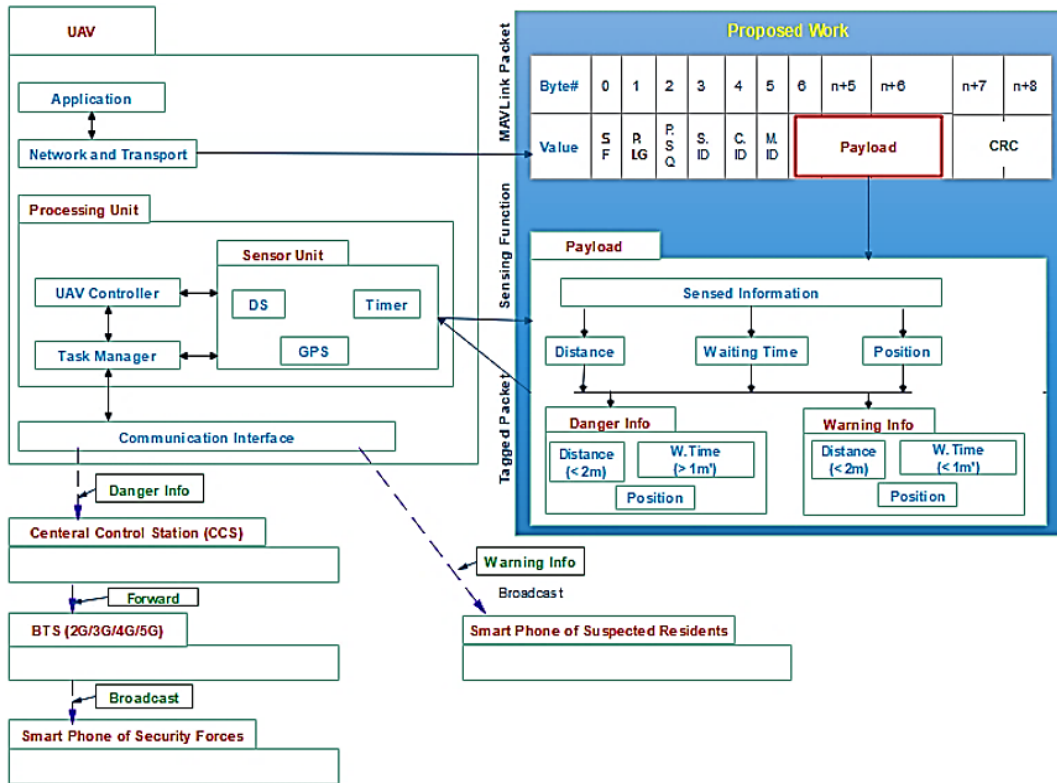 UAV
Application
Network and Transport
Processing Unit
Sensor Unit
UAV Controller
DS
Timer
GPS
Task Manager
Communication Interface
Danger Info
Centeral Control Station (CCS)
Forward
BTS (2G/3G/4G/5G)
Broadcast
Smart Phone of Security Forces
Warning Info
Broadcast
Smart Phone of Suspected Residents
MAVLink Packet
Sensing Function
Tagged Packet
Proposed Work
Byte# 0 1 2 3 4 5 6 n+5 n+6 n+7 n+8
Value S. F P. LG P. S Q S. ID C. ID M. ID Payload CRC
Payload
Sensed Information
Distance Waiting Time Position
Danger Info
Distance (< 2m)
W.Time (> 1m')
Position
Warning Info
Distance (< 2m)
W.Time (< 1m')
Position